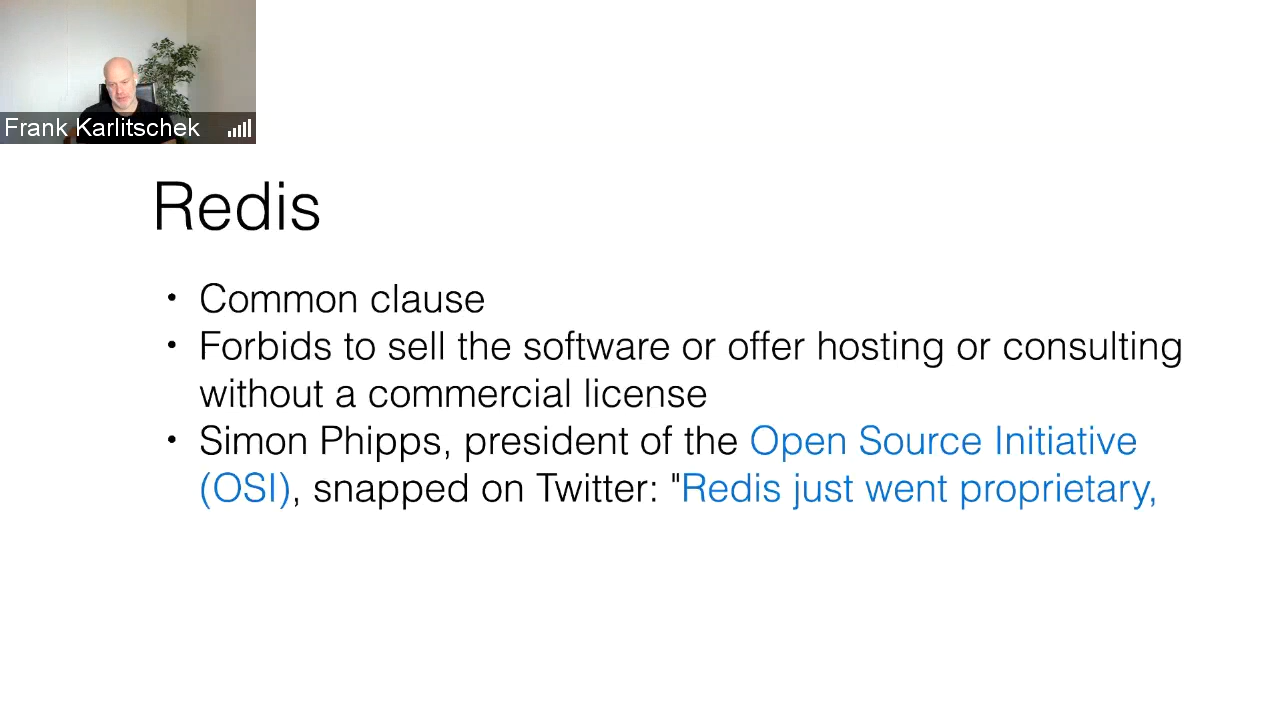 Frank Karlitschek
Redis
• Common clause
• Forbids to sell the software or offer hosting or consulting
without a commercial license
• Simon Phipps, president of the Open Source Initiative
(OSI), snapped on Twitter: "Redis just went proprietary,